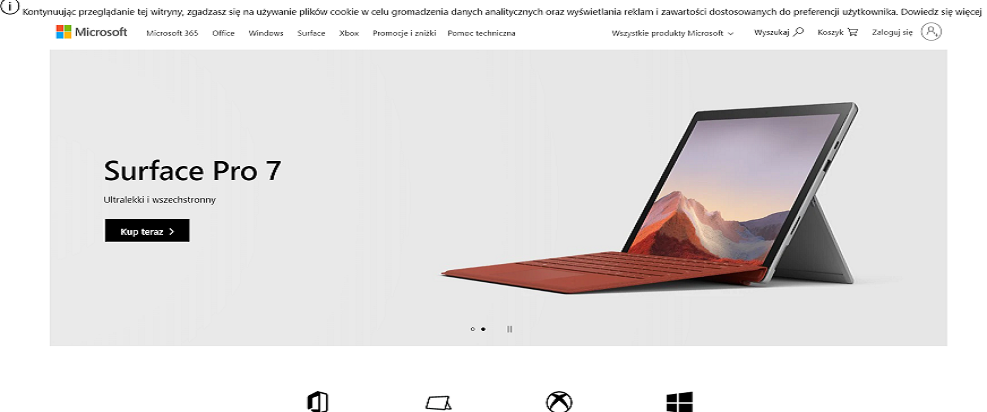 Kontynuując przeglądanie tej witryny, zgadzasz się na używanie plików cookie w celu gromadzenia danych analitycznych oraz wyświetlania reklam i zawartości dostosowanych do preferencji użytkownika. Dowiedz się więcej
Microsoft Microsoft 365 Office Windows Surface Xbox Promocje i zniżki Pomoc techniczna Wszystkie produkty Microsoft Wyszukaj Koszyk Zaloguj się
Surface Pro 7
Ultralekki i wszechstronny
Kup teraz